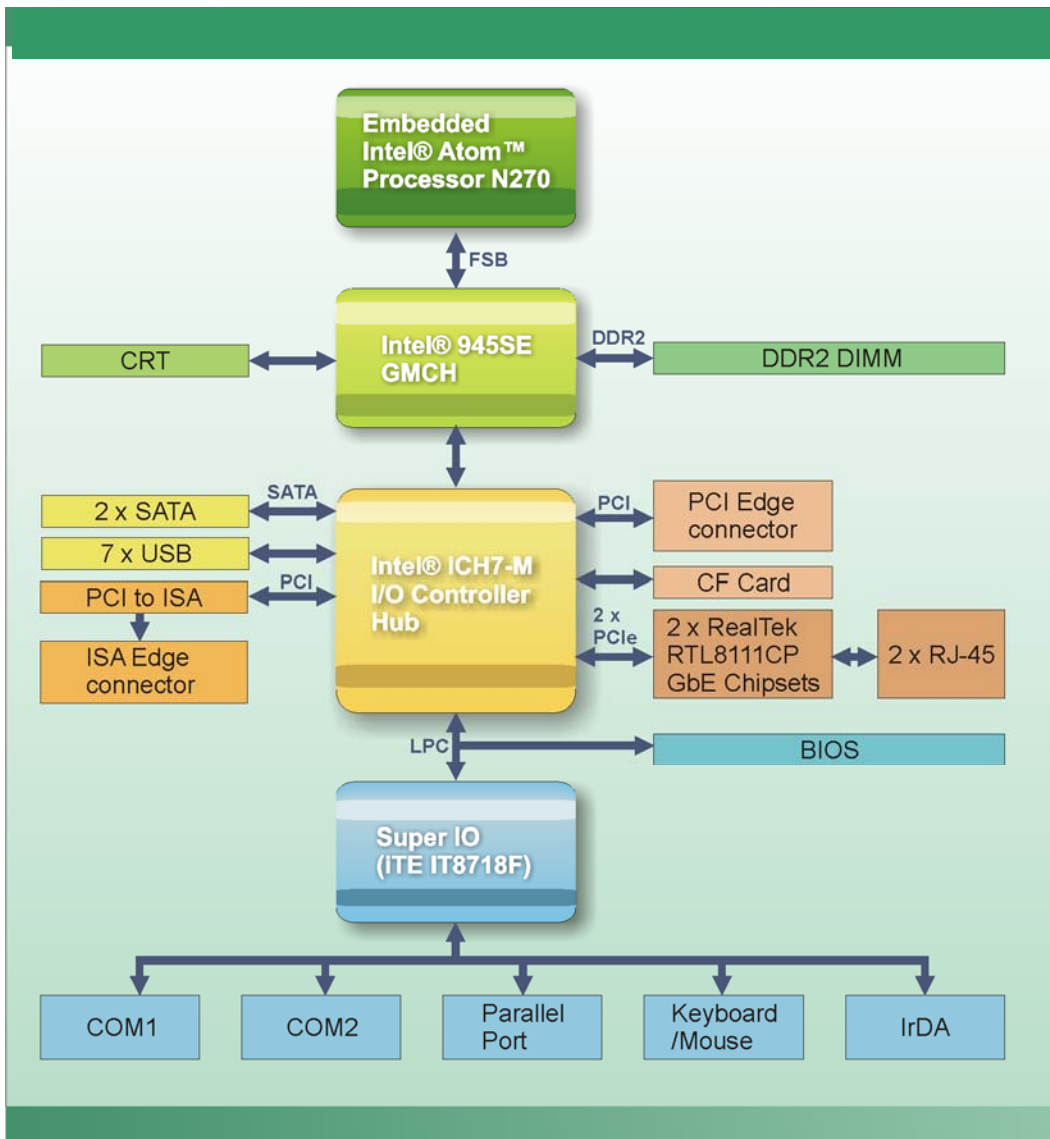 Embedded
Intel® Atom™
Processor N270
FSB
Intel® 945SE
GMCH
CRT
DDR2
DDR2 DIMM
SATA
2 x SATA
7 x USB
PCI
PCI to ISA
ISA Edge
connector
Intel® ICH7-M
I/O Controller
Hub
PCI
PCI Edge
connector
CF Card
2 x
PCIe
2 x RealTek
RTL8111CP
GbE Chipsets
2 x RJ-45
LPC
BIOS
Super IO
(iTE IT8718F)
COM1
COM2
Parallel
Port
Keyboard
/Mouse
IrDA